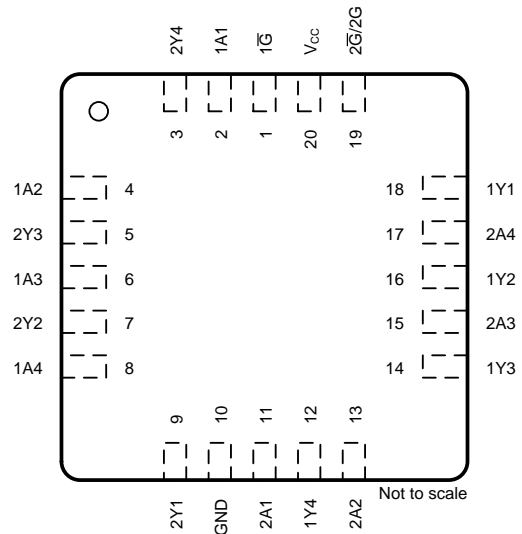 2Y4 1A1 1G̅ Vcc 2G̅/2G
3 2 1 20 19
1A2 4 18 1Y1
2Y3 5 17 2A4
1A3 6 16 1Y2
2Y2 7 15 2A3
1A4 8 14 1Y3
9 10 11 12 13
Not to scale
2Y1 GND 2A1 1Y4 2A2